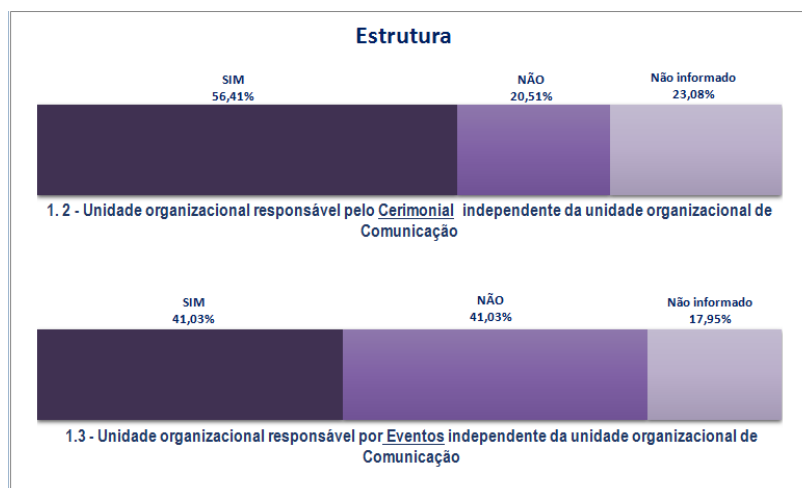 Estrutura
SIM
56,41%
NÃO
20,51%
Não informado
23,08%
1. 2 - Unidade organizacional responsável pelo Cerimonial independente da unidade organizacional de
Comunicação
SIM
41,03%
NÃO
41,03%
Não informado
17,95%
1.3 - Unidade organizacional responsável por Eventos independente da unidade organizacional de
Comunicação